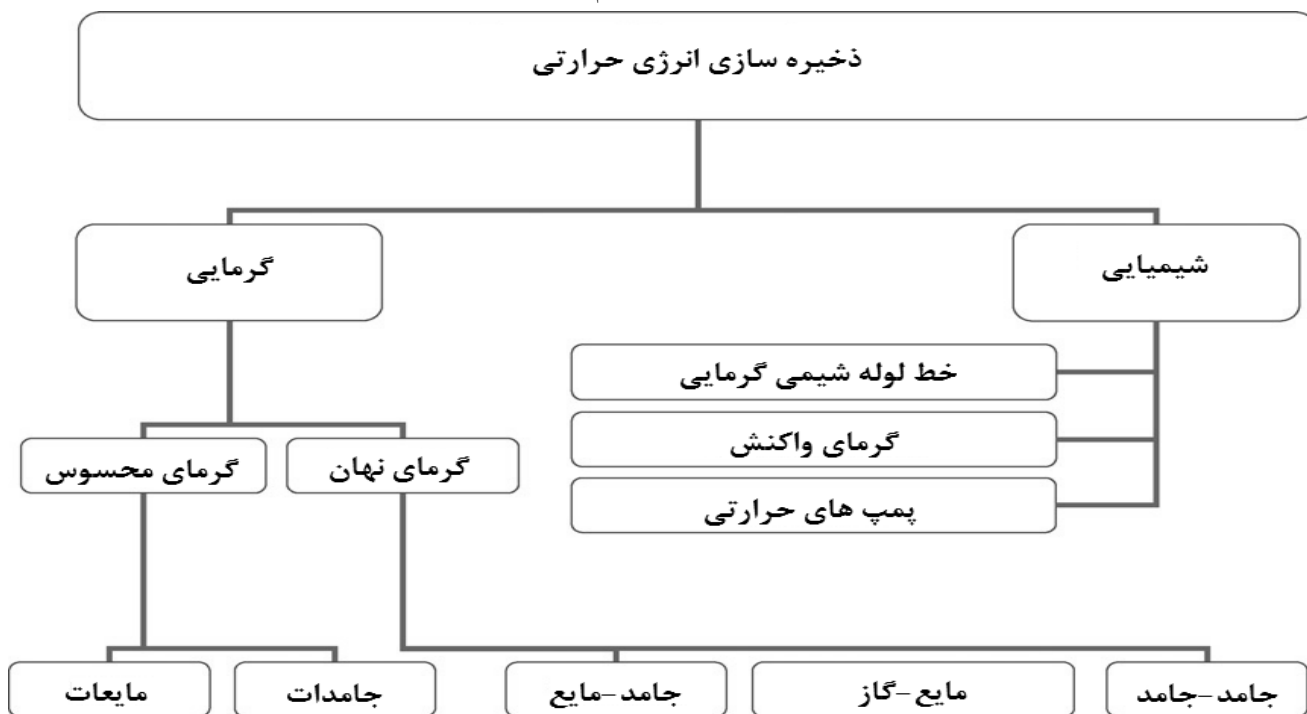 ذخیره سازی انرژی حرارتی
شیمیایی
گرمایی
خط لوله شیمی گرمایی
گرمای واکنش
پمپ های حرارتی
گرمای نهان
گرمای محسوس
جامد-جامد
مایع-گاز
جامد-مایع
جامدات
مایعات